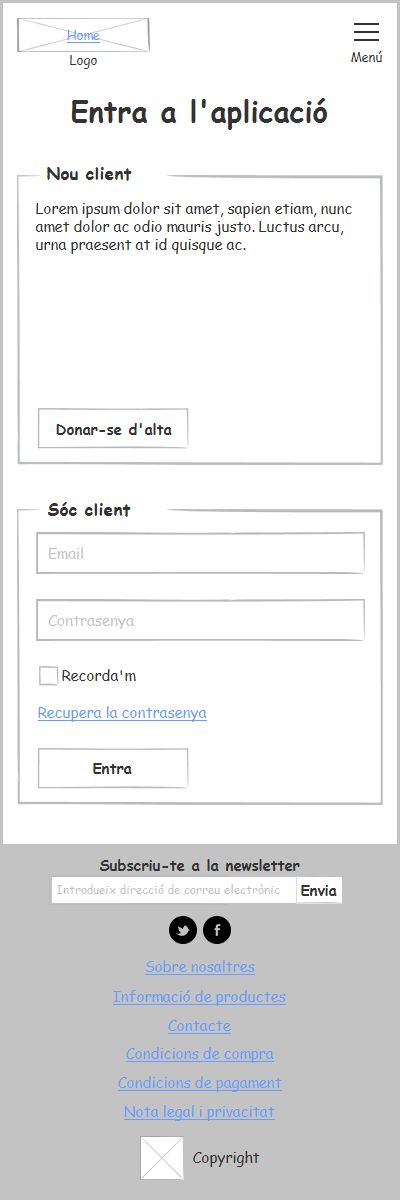 Home
Logo
Menú
Entra a l'aplicació
Nou client
Lorem ipsum dolor sit amet, sapien etiam, nunc
amet dolor ac odio mauris justo. Luctus arcu,
urna praesent at id quisque ac.
Donar-se d'alta
Sóc client
Email
Contrasenya
Recorda'm
Recupera la contrasenya
Entra
Subscriu-te a la newsletter
Introdueix direcció de correu electrònic
Envia
Sobre nosaltres
Informació de productes
Contacte
Condicions de compra
Condicions de pagament
Nota legal i privacitat
Copyright